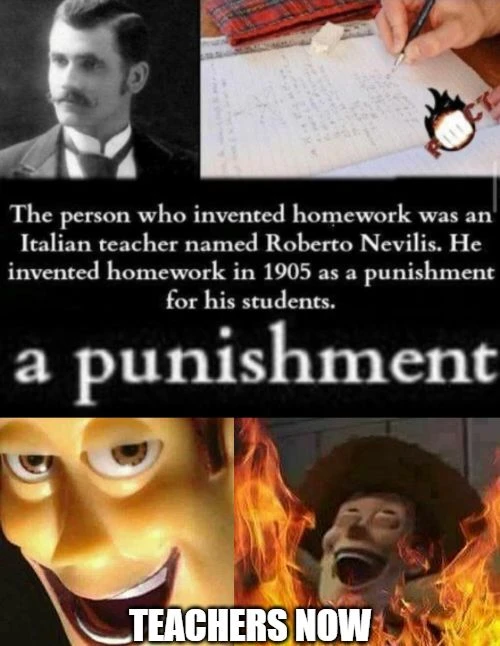 The person who invented homework was an
Italian teacher named Roberto Nevilis. He
invented homework in 1905 as a punishment
for his students.
a punishment
TEACHERS NOW